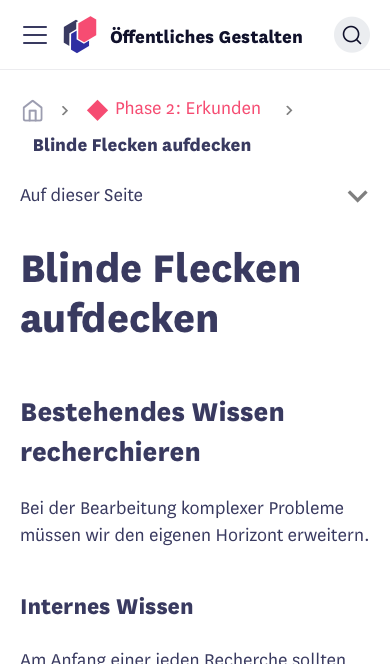 Öffentliches Gestalten
Phase 2: Erkunden
Blinde Flecken aufdecken
Auf dieser Seite
Blinde Flecken
aufdecken
Bestehendes Wissen
recherchieren
Bei der Bearbeitung komplexer Probleme
müssen wir den eigenen Horizont erweitern.
Internes Wissen
Am Anfang einer jeden Recherche sollten